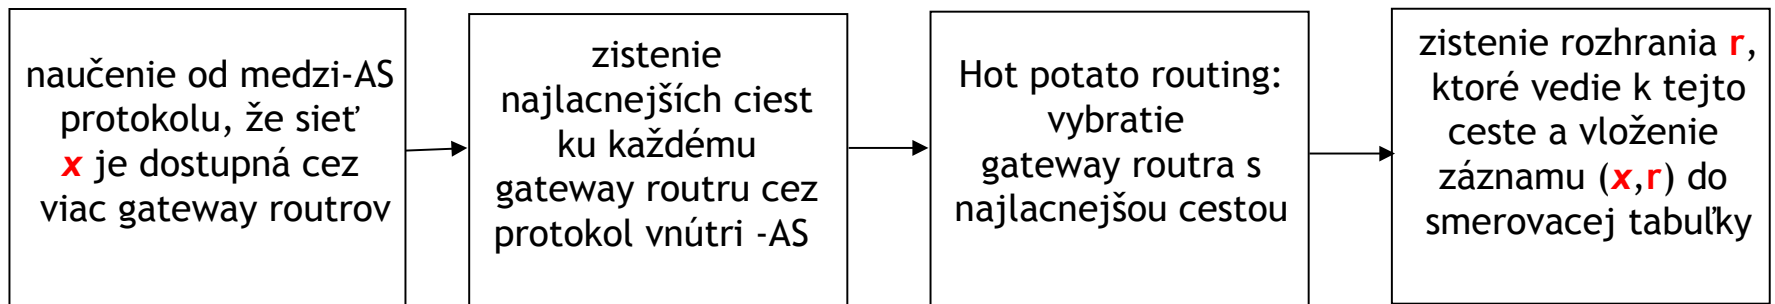 naučenie od medzi-AS
protokolu, že sieť
x je dostupná cez
viac gateway routrov
zistenie
najlacnejších ciest
ku každému
gateway routru cez
protokol vnútri -AS
Hot potato routing:
vybratie
gateway routra s
najlacnejšou cestou
zistenie rozhrania r,
ktoré vedie k tejto
ceste a vloženie
záznamu (x,r) do
smerovacej tabuľky